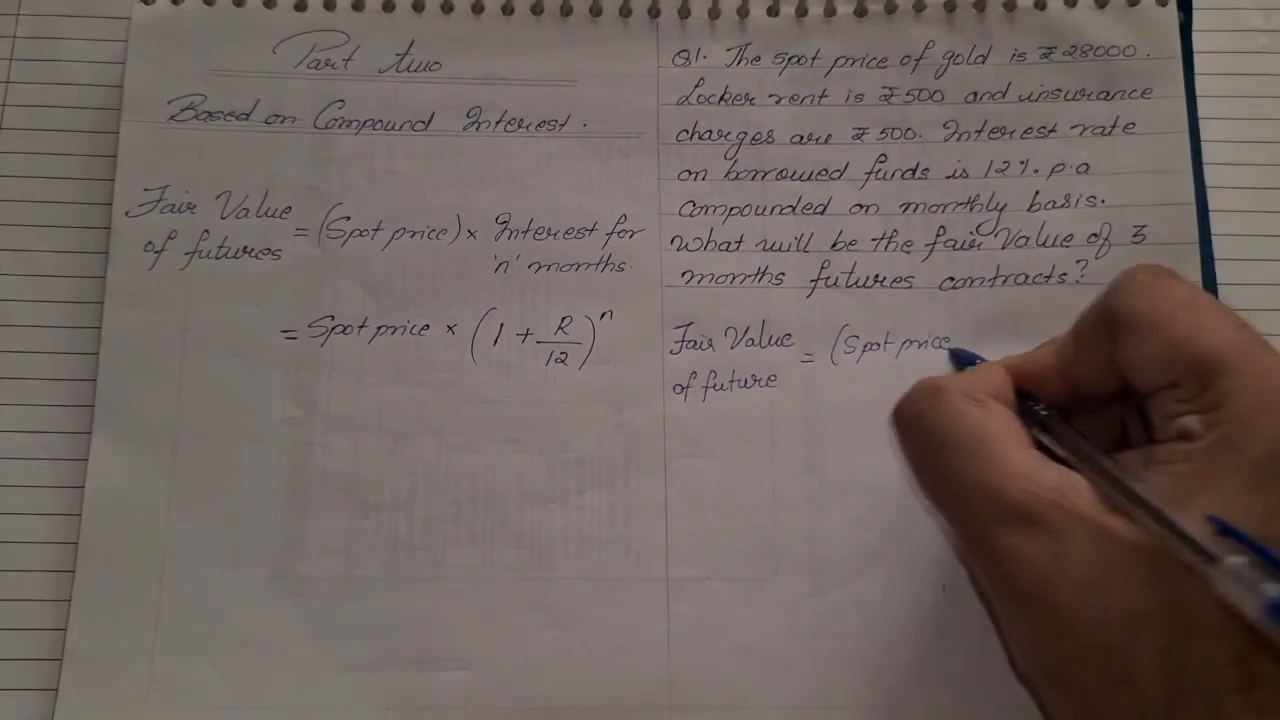 Part two
Based on Compound Interest.
Fair Value
of futures = (Spot price) × Interest for
'n' months.
= Spot price × (1 + R/12)^n
Q1. The spot price of gold is ₹28000.
Locker rent is ₹500 and insurance
charges are ₹500. Interest rate
on borrowed funds is 12%. p.a
compounded on monthly basis.
What will be the fair Value of 3
months futures contracts?
Fair Value
of future = (Spot price